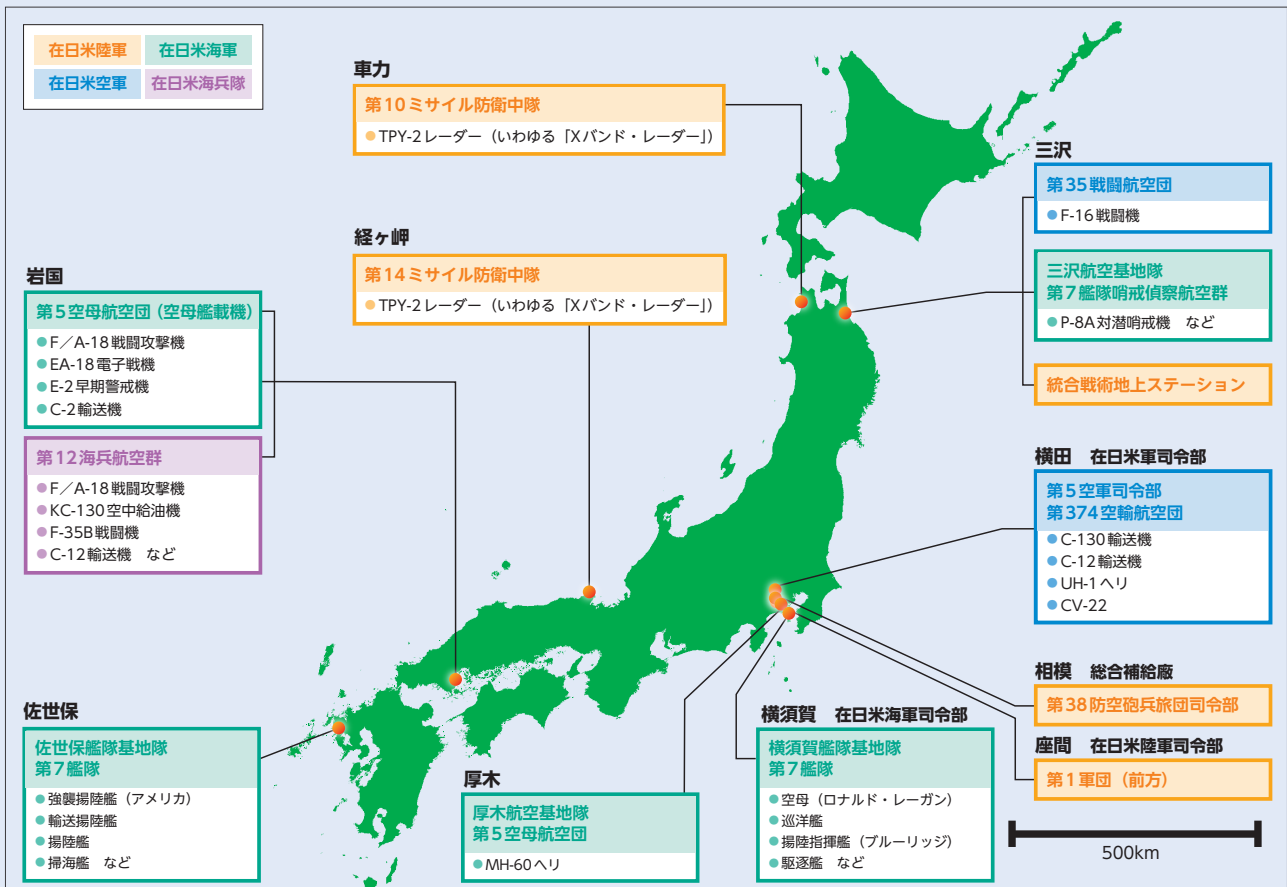 在日米陸軍
在日米海軍
在日米空軍
在日米海兵隊
車力
第10ミサイル防衛中隊
●TPY-2レーダー（いわゆる「Xバンド・レーダー」）
経ヶ岬
第14ミサイル防衛中隊
●TPY-2レーダー（いわゆる「Xバンド・レーダー」）
岩国
第5空母航空団（空母艦載機）
●F／A-18戦闘攻撃機
●EA-18電子戦機
●E-2早期警戒機
●C-2輸送機
第12海兵航空群
●F／A-18戦闘攻撃機
●KC-130空中給油機
●F-35B戦闘機
●C-12輸送機　など
三沢
第35戦闘航空団
●F-16戦闘機
三沢航空基地隊
第7艦隊哨戒偵察航空群
●P-8A対潜哨戒機　など
統合戦術地上ステーション
横田　在日米軍司令部
第5空軍司令部
第374空輸航空団
●C-130輸送機
●C-12輸送機
●UH-1ヘリ
●CV-22
相模　総合補給廠
第38防空砲兵旅団司令部
座間　在日米陸軍司令部
第1軍団（前方）
佐世保
佐世保艦隊基地隊
第7艦隊
●強襲揚陸艦（アメリカ）
●輸送揚陸艦
●揚陸艦
●掃海艦　など
厚木
厚木航空基地隊
第5空母航空団
●MH-60ヘリ
横須賀　在日米海軍司令部
横須賀艦隊基地隊
第7艦隊
●空母（ロナルド・レーガン）
●巡洋艦
●揚陸指揮艦（ブルーリッジ）
●駆逐艦　など
500km